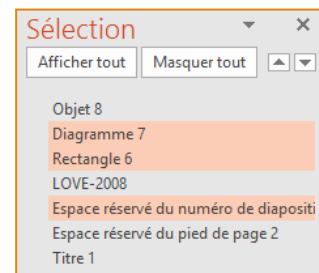 Sélection
Afficher tout Masquer tout
Objet 8
Diagramme 7
Rectangle 6
LOVE-2008
Espace réservé du numéro de diapositi
Espace réservé du pied de page 2
Titre 1